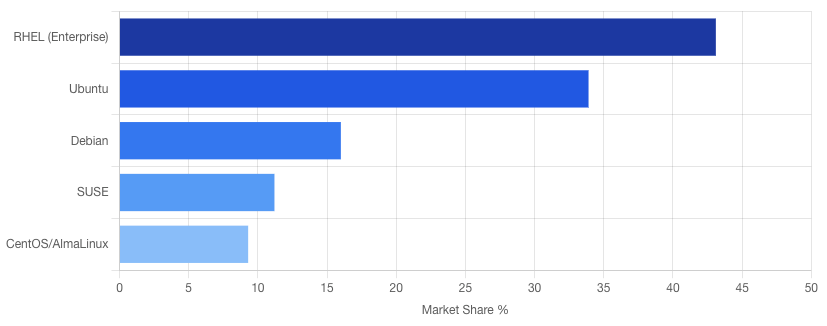 RHEL (Enterprise)
Ubuntu
Debian
SUSE
CentOS/AlmaLinux
0 5 10 15 20 25 30 35 40 45 50
Market Share %